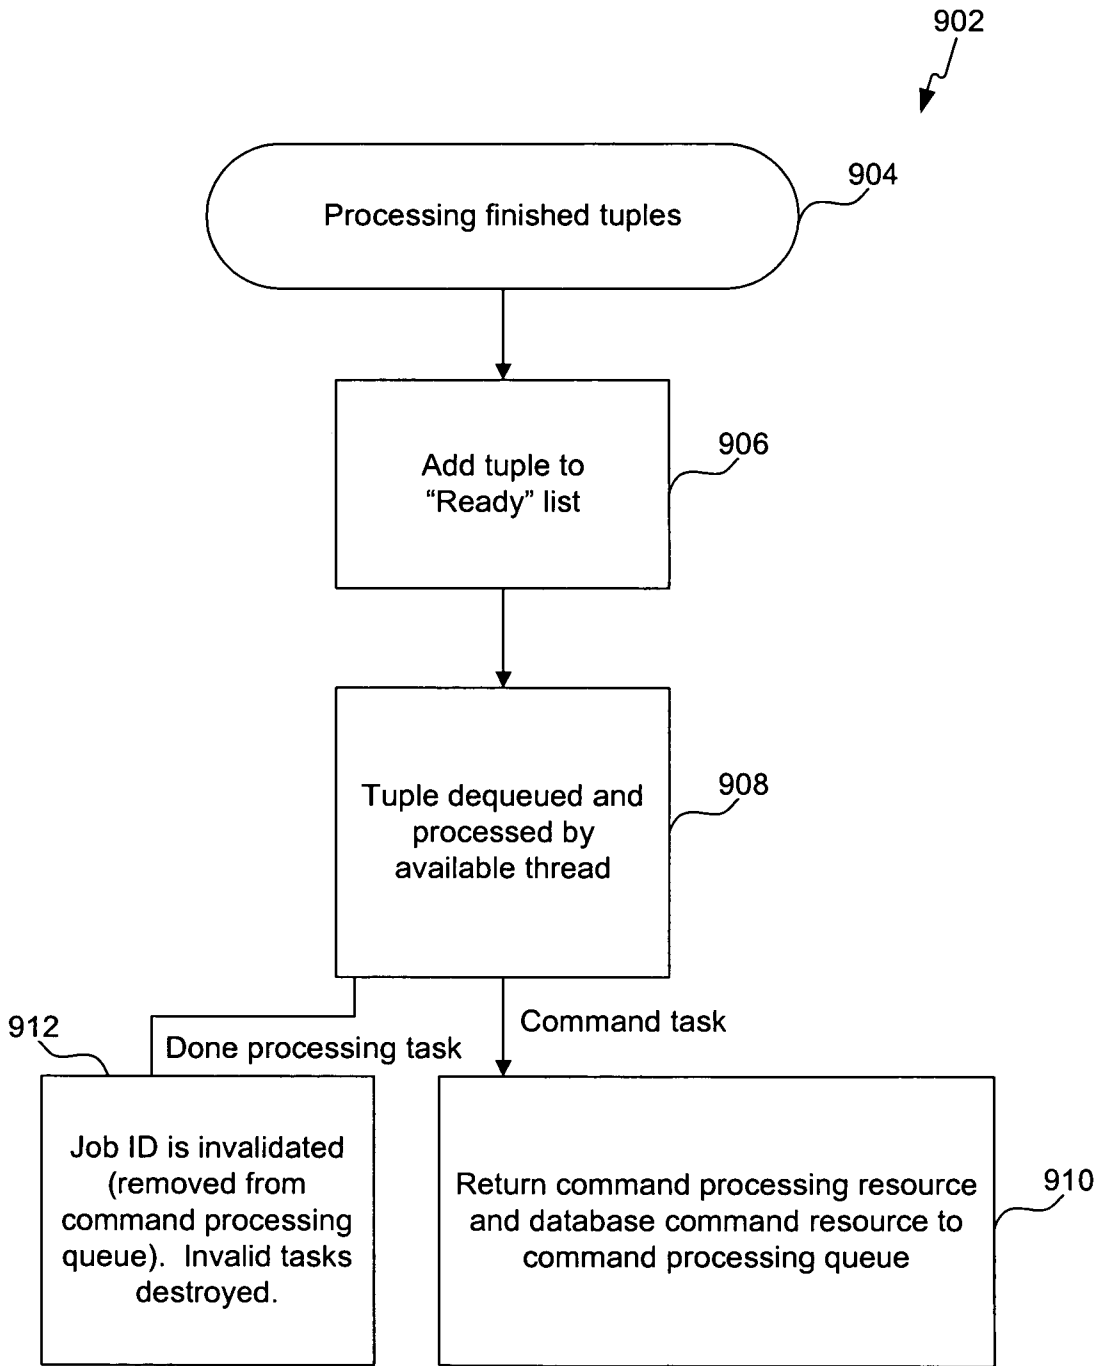 902
Processing finished tuples
904
Add tuple to
“Ready” list
906
Tuple dequeued and
processed by
available thread
908
912
Done processing task
Command task
Job ID is invalidated
(removed from
command processing
queue).  Invalid tasks
destroyed.
Return command processing resource
and database command resource to
command processing queue
910